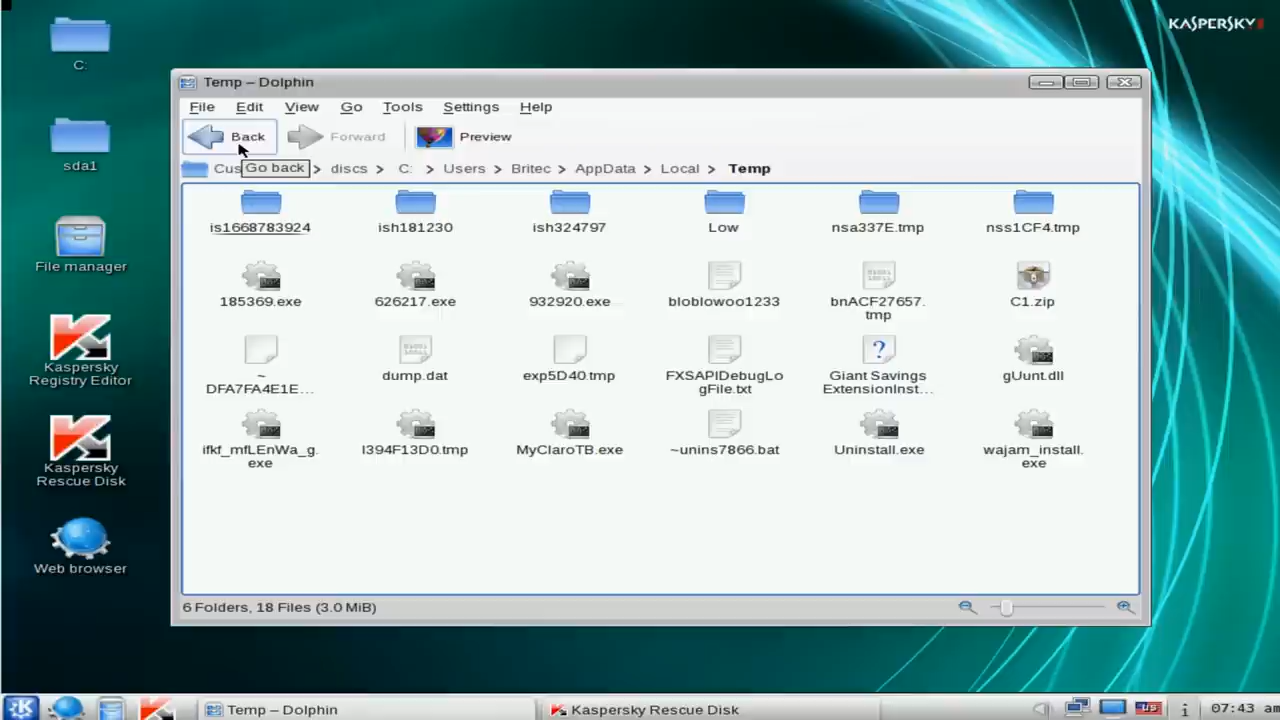 KASPERSKY
C:
sda1
File manager
Kaspersky
Registry Editor
Kaspersky
Rescue Disk
Web browser
Temp – Dolphin
File Edit View Go Tools Settings Help
Back Forward Preview
Cus Go back > discs > C: > Users > Britec > AppData > Local > Temp
is1668783924 ish181230 ish324797 Low nsa337E.tmp nss1CF4.tmp
185369.exe 626217.exe 932920.exe bloblowoo1233 bnACF27657. C1.zip
tmp
~ dump.dat exp5D40.tmp FXSAPIDebugLo Giant Savings gUunt.dll
DFA7FA4E1E... gFile.txt ExtensionInst...
ifkf_mfLEnWa_g. I394F13D0.tmp MyClaroTB.exe ~unins7866.bat Uninstall.exe wajam_install.
exe exe
6 Folders, 18 Files (3.0 MiB)
Temp – Dolphin Kaspersky Rescue Disk US 07:43 am